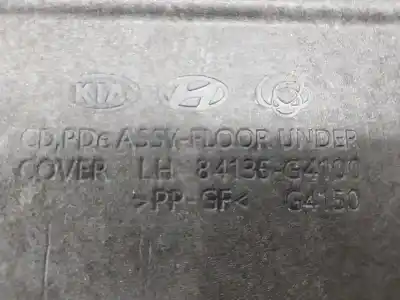 KIA
CD,PDe ASSY-FLOOR UNDER
COVER LH 84135-G4100
>PP-GF< G4150